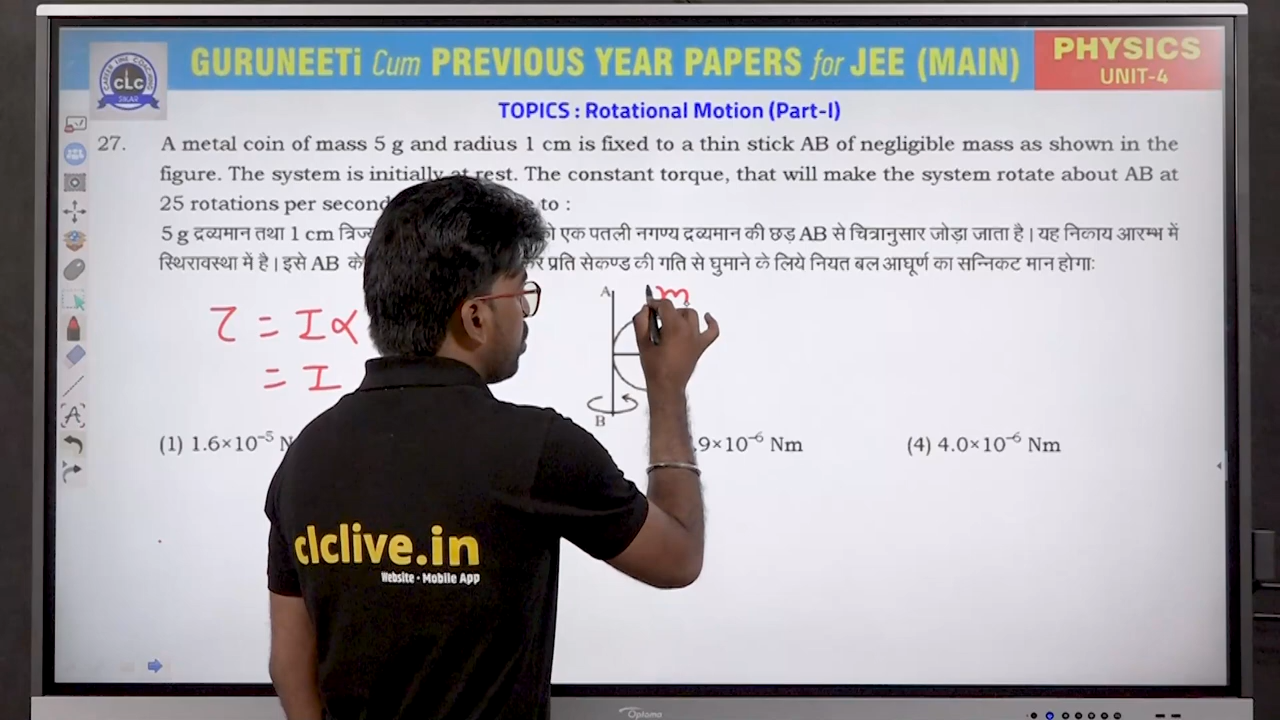 GURUNEETi Cum PREVIOUS YEAR PAPERS for JEE (MAIN)
PHYSICS
UNIT-4
CLC
SIKAR
TOPICS : Rotational Motion (Part-I)
27. A metal coin of mass 5 g and radius 1 cm is fixed to a thin stick AB of negligible mass as shown in the
figure. The system is initially at rest. The constant torque, that will make the system rotate about AB at
25 rotations per second to :
5 g द्रव्यमान तथा 1 cm एक पतली नगण्य द्रव्यमान की छड़ AB से चित्रानुसार जोड़ा जाता है। यह निकाय आरम्भ में
स्थिरावस्था में है। इसे AB के प्रति सेकण्ड की गति से घुमाने के लिये नियत बल आघूर्ण का सन्निकट मान होगाः
τ = Iα
= I
A
m
B
(1) 1.6×10⁻⁵ .9×10⁻⁶ Nm (4) 4.0×10⁻⁶ Nm
clclive.in
Website • Mobile App
Optoma